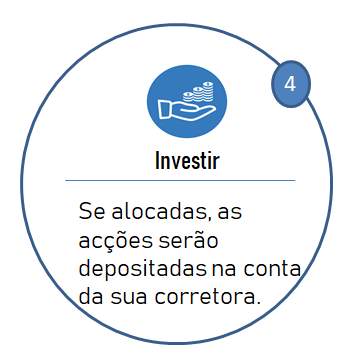 4
Investir
Se alocadas, as
acções serão
depositadas na conta
da sua corretora.